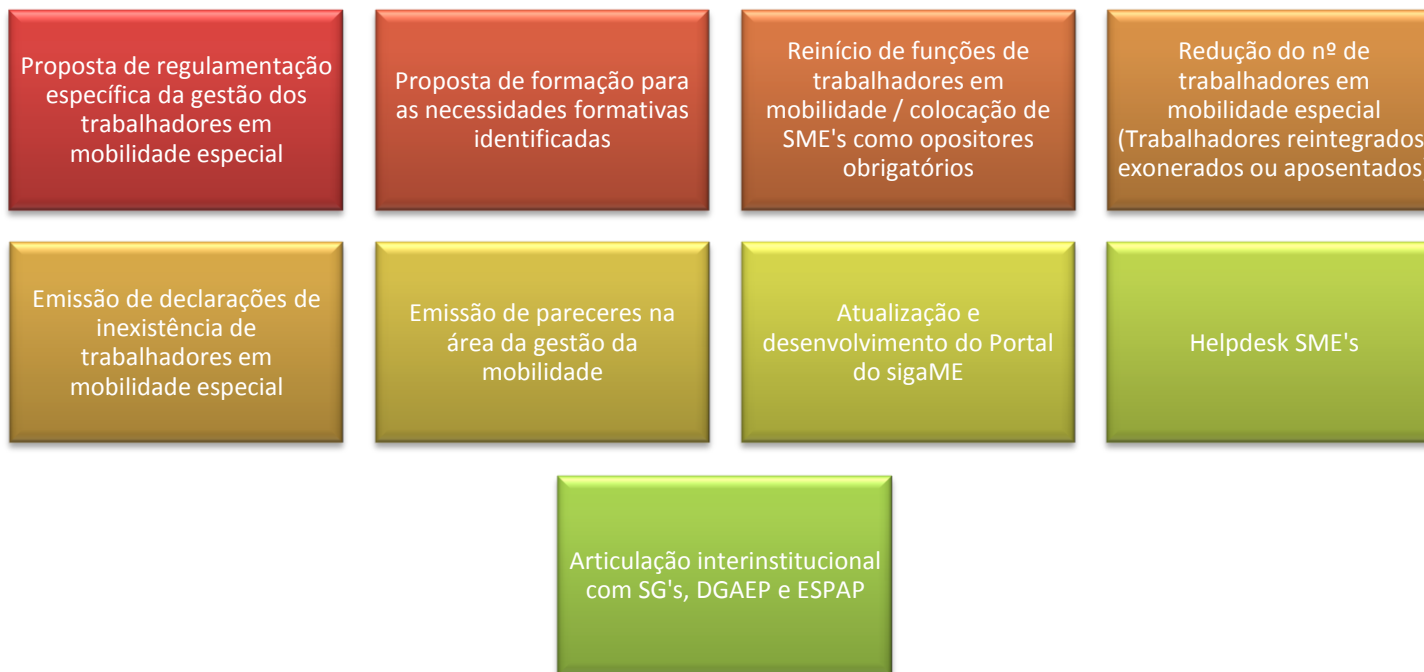 Proposta de regulamentação
específica da gestão dos
trabalhadores em
mobilidade especial
Proposta de formação para
as necessidades formativas
identificadas
Reinício de funções de
trabalhadores em
mobilidade / colocação de
SME's como opositores
obrigatórios
Redução do nº de
trabalhadores em
mobilidade especial
(Trabalhadores reintegrados
exonerados ou aposentados
Emissão de declarações de
inexistência de
trabalhadores em
mobilidade especial
Emissão de pareceres na
área da gestão da
mobilidade
Atualização e
desenvolvimento do Portal
do sigaME
Helpdesk SME's
Articulação interinstitucional
com SG's, DGAEP e ESPAP